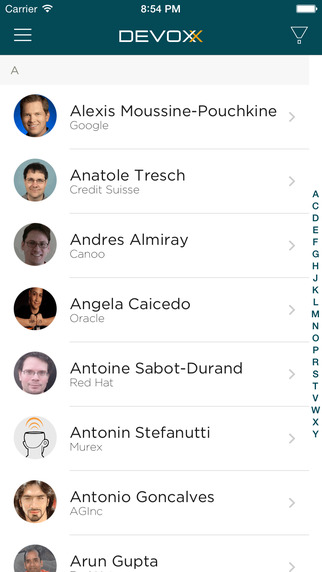 Carrier 8:54 PM
DEVOXX
A
Alexis Moussine-Pouchkine
Google
Anatole Tresch
Credit Suisse
Andres Almiray
Canoo
Angela Caicedo
Oracle
Antoine Sabot-Durand
Red Hat
Antonin Stefanutti
Murex
Antonio Goncalves
AGInc
Arun Gupta
A
C
D
E
F
G
H
J
K
L
M
N
O
P
R
S
T
V
W
X
Y